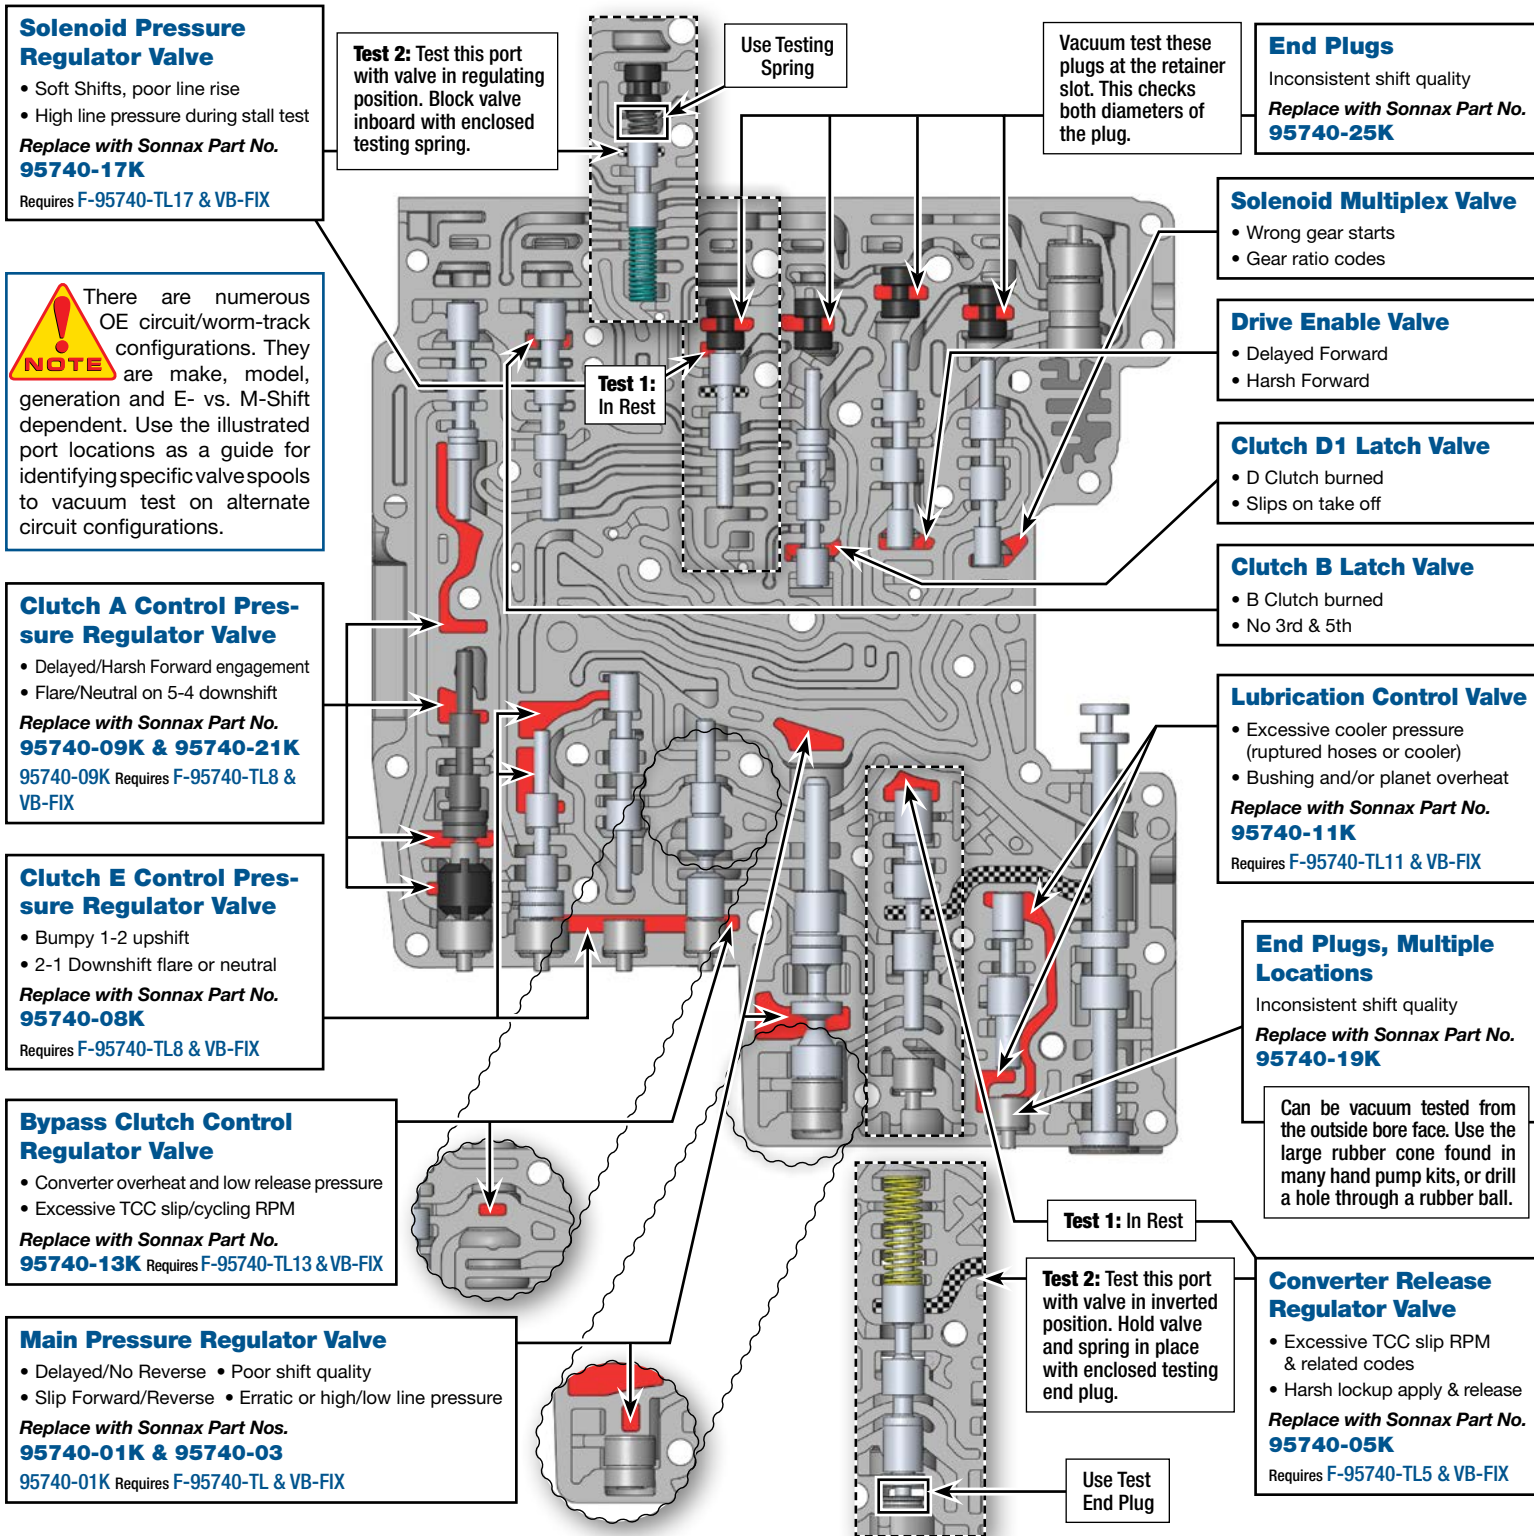 Solenoid Pressure
Regulator Valve
• Soft Shifts, poor line rise
• High line pressure during stall test
Replace with Sonnax Part No.
95740-17K
Requires F-95740-TL17 & VB-FIX
Test 2: Test this port
with valve in regulating
position. Block valve
inboard with enclosed
testing spring.
Use Testing
Spring
Vacuum test these
plugs at the retainer
slot. This checks
both diameters of
the plug.
End Plugs
Inconsistent shift quality
Replace with Sonnax Part No.
95740-25K
Solenoid Multiplex Valve
• Wrong gear starts
• Gear ratio codes
NOTE
There are numerous
OE circuit/worm-track
configurations. They
are make, model,
generation and E- vs. M-Shift
dependent. Use the illustrated
port locations as a guide for
identifying specific valve spools
to vacuum test on alternate
circuit configurations.
Test 1:
In Rest
Drive Enable Valve
• Delayed Forward
• Harsh Forward
Clutch D1 Latch Valve
• D Clutch burned
• Slips on take off
Clutch B Latch Valve
• B Clutch burned
• No 3rd & 5th
Clutch A Control Pres-
sure Regulator Valve
• Delayed/Harsh Forward engagement
• Flare/Neutral on 5-4 downshift
Replace with Sonnax Part No.
95740-09K & 95740-21K
95740-09K Requires F-95740-TL8 &
VB-FIX
Lubrication Control Valve
• Excessive cooler pressure
(ruptured hoses or cooler)
• Bushing and/or planet overheat
Replace with Sonnax Part No.
95740-11K
Requires F-95740-TL11 & VB-FIX
Clutch E Control Pres-
sure Regulator Valve
• Bumpy 1-2 upshift
• 2-1 Downshift flare or neutral
Replace with Sonnax Part No.
95740-08K
Requires F-95740-TL8 & VB-FIX
End Plugs, Multiple
Locations
Inconsistent shift quality
Replace with Sonnax Part No.
95740-19K
Can be vacuum tested from
the outside bore face. Use the
large rubber cone found in
many hand pump kits, or drill
a hole through a rubber ball.
Bypass Clutch Control
Regulator Valve
• Converter overheat and low release pressure
• Excessive TCC slip/cycling RPM
Replace with Sonnax Part No.
95740-13K Requires F-95740-TL13 & VB-FIX
Test 1: In Rest
Test 2: Test this port
with valve in inverted
position. Hold valve
and spring in place
with enclosed testing
end plug.
Converter Release
Regulator Valve
• Excessive TCC slip RPM
& related codes
• Harsh lockup apply & release
Replace with Sonnax Part No.
95740-05K
Requires F-95740-TL5 & VB-FIX
Main Pressure Regulator Valve
• Delayed/No Reverse • Poor shift quality
• Slip Forward/Reverse • Erratic or high/low line pressure
Replace with Sonnax Part Nos.
95740-01K & 95740-03
95740-01K Requires F-95740-TL & VB-FIX
Use Test
End Plug